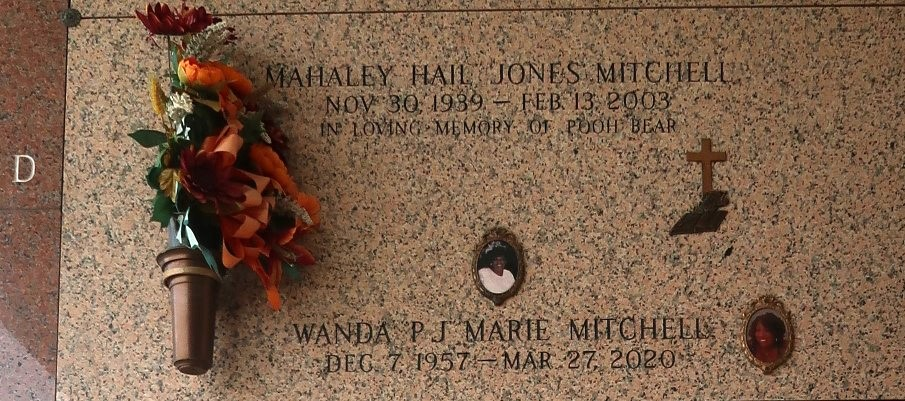 D
MAHALEY HAIL JONES MITCHELL
NOV 30, 1939 – FEB. 13, 2003
IN LOVING MEMORY OF POOH BEAR
WANDA P J MARIE MITCHELL
DEC. 7, 1957 – MAR. 27, 2020